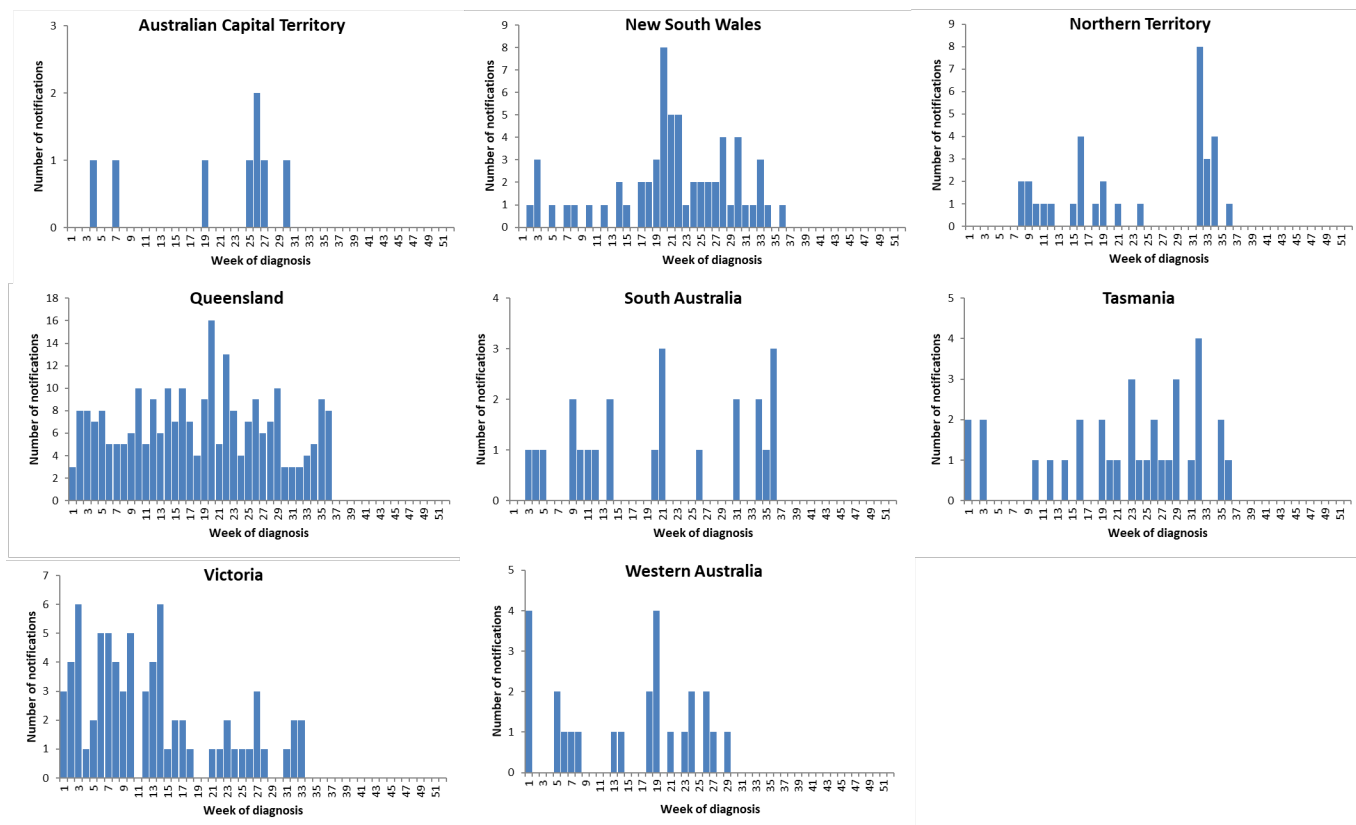 Australian Capital Territory
Number of notifications
3
2
1
0
1 3 5 7 9 11 13 15 17 19 21 23 25 27 29 31 33 35 37 39 41 43 45 47 49 51
Week of diagnosis
New South Wales
Number of notifications
9
8
7
6
5
4
3
2
1
0
1 3 5 7 9 11 13 15 17 19 21 23 25 27 29 31 33 35 37 39 41 43 45 47 49 51
Week of diagnosis
Northern Territory
Number of notifications
9
8
7
6
5
4
3
2
1
0
1 3 5 7 9 11 13 15 17 19 21 23 25 27 29 31 33 35 37 39 41 43 45 47 49 51
Week of diagnosis
Queensland
Number of notifications
18
16
14
12
10
8
6
4
2
0
1 3 5 7 9 11 13 15 17 19 21 23 25 27 29 31 33 35 37 39 41 43 45 47 49 51
Week of diagnosis
South Australia
Number of notifications
4
3
2
1
0
1 3 5 7 9 11 13 15 17 19 21 23 25 27 29 31 33 35 37 39 41 43 45 47 49 51
Week of diagnosis
Tasmania
Number of notifications
5
4
3
2
1
0
1 3 5 7 9 11 13 15 17 19 21 23 25 27 29 31 33 35 37 39 41 43 45 47 49 51
Week of diagnosis
Victoria
Number of notifications
7
6
5
4
3
2
1
0
1 3 5 7 9 11 13 15 17 19 21 23 25 27 29 31 33 35 37 39 41 43 45 47 49 51
Week of diagnosis
Western Australia
Number of notifications
5
4
3
2
1
0
1 3 5 7 9 11 13 15 17 19 21 23 25 27 29 31 33 35 37 39 41 43 45 47 49 51
Week of diagnosis